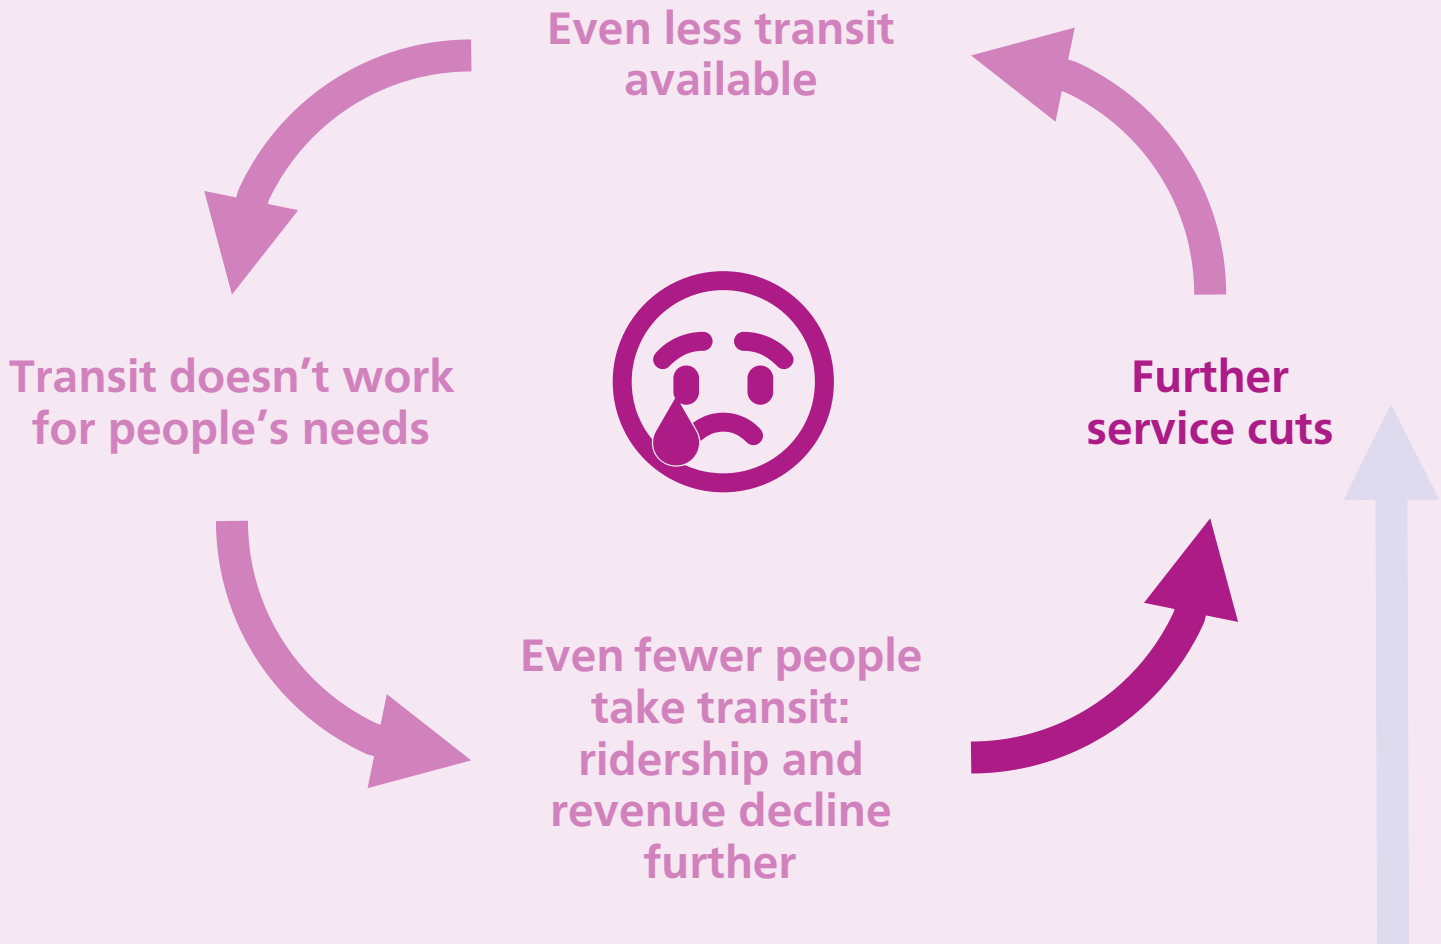 Even less transit
available
Transit doesn’t work
for people’s needs
Further
service cuts
Even fewer people
take transit:
ridership and
revenue decline
further